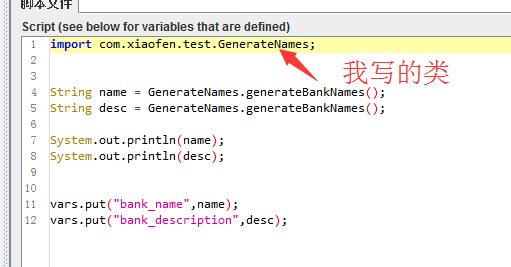 脚本文件
Script (see below for variables that are defined)
1 import com.xiaofen.test.GenerateNames;
我写的类
2
3
4 String name = GenerateNames.generateBankNames();
5 String desc = GenerateNames.generateBankNames();
6
7 System.out.println(name);
8 System.out.println(desc);
9
10
11 vars.put("bank_name",name);
12 vars.put("bank_description",desc);